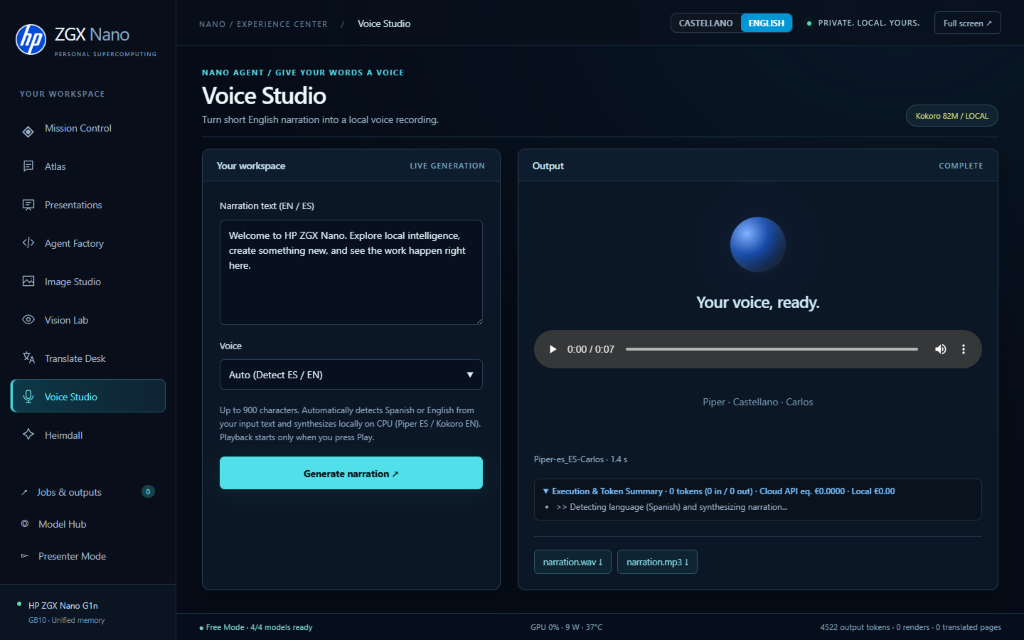 hp
ZGX Nano
PERSONAL SUPERCOMPUTING
YOUR WORKSPACE
Mission Control
Atlas
Presentations
Agent Factory
Image Studio
Vision Lab
Translate Desk
Voice Studio
Heimdall
Jobs & outputs 0
Model Hub
Presenter Mode
HP ZGX Nano G1n
GB10 · Unified memory
NANO / EXPERIENCE CENTER / Voice Studio
CASTELLANO ENGLISH
PRIVATE. LOCAL. YOURS.
Full screen ↗
NANO AGENT / GIVE YOUR WORDS A VOICE
Voice Studio
Turn short English narration into a local voice recording.
Kokoro 82M / LOCAL
Your workspace LIVE GENERATION
Narration text (EN / ES)
Welcome to HP ZGX Nano. Explore local intelligence,
create something new, and see the work happen right
here.
Voice
Auto (Detect ES / EN)
Up to 900 characters. Automatically detects Spanish or English from
your input text and synthesizes locally on CPU (Piper ES / Kokoro EN).
Playback starts only when you press Play.
Generate narration ↗
Output COMPLETE
Your voice, ready.
0:00 / 0:07
Piper · Castellano · Carlos
Piper-es_ES-Carlos · 1.4 s
▼ Execution & Token Summary · 0 tokens (0 in / 0 out) · Cloud API eq. €0.0000 · Local €0.00
• >> Detecting language (Spanish) and synthesizing narration...
narration.wav ↓ narration.mp3 ↓
● Free Mode · 4/4 models ready
GPU 0% · 9 W · 37°C
4522 output tokens · 0 renders · 0 translated pages